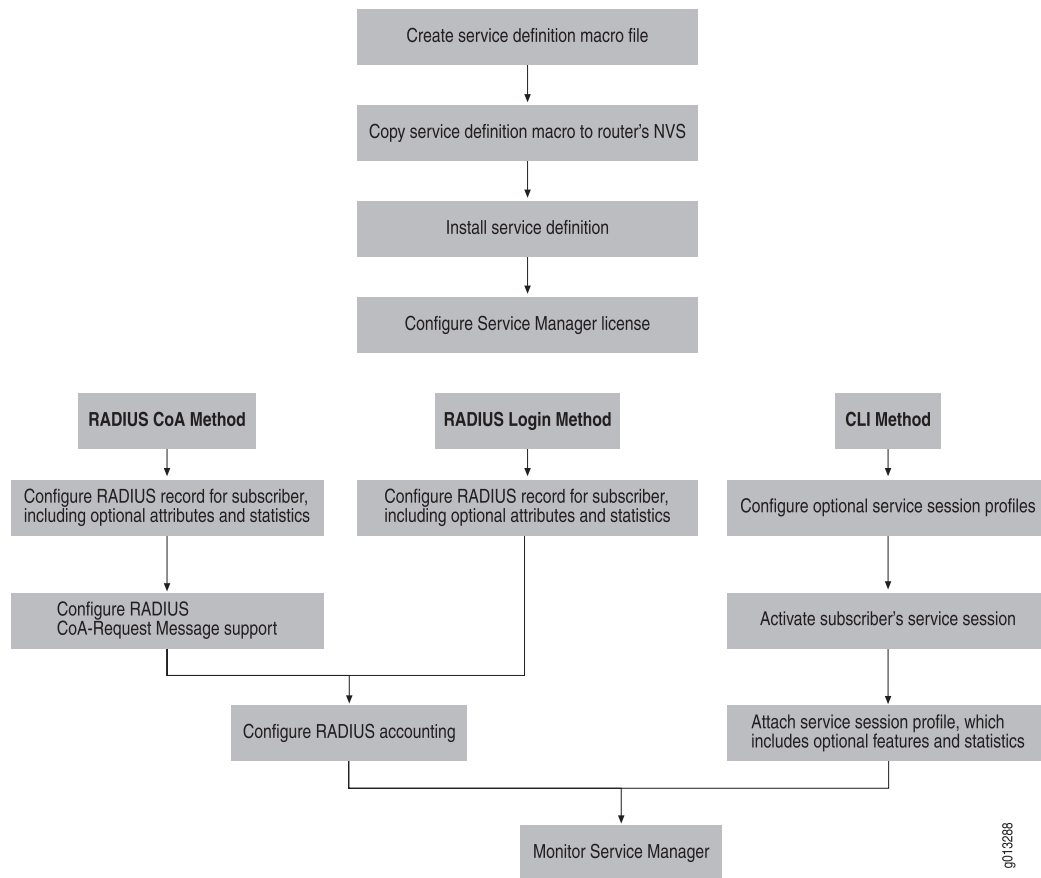 Create service definition macro file
Copy service definition macro to router's NVS
Install service definition
Configure Service Manager license
RADIUS CoA Method
RADIUS Login Method
CLI Method
Configure RADIUS record for subscriber,
including optional attributes and statistics
Configure RADIUS record for subscriber,
including optional attributes and statistics
Configure optional service session profiles
Configure RADIUS
CoA-Request Message support
Activate subscriber's service session
Configure RADIUS accounting
Attach service session profile, which
includes optional features and statistics
Monitor Service Manager
g013288